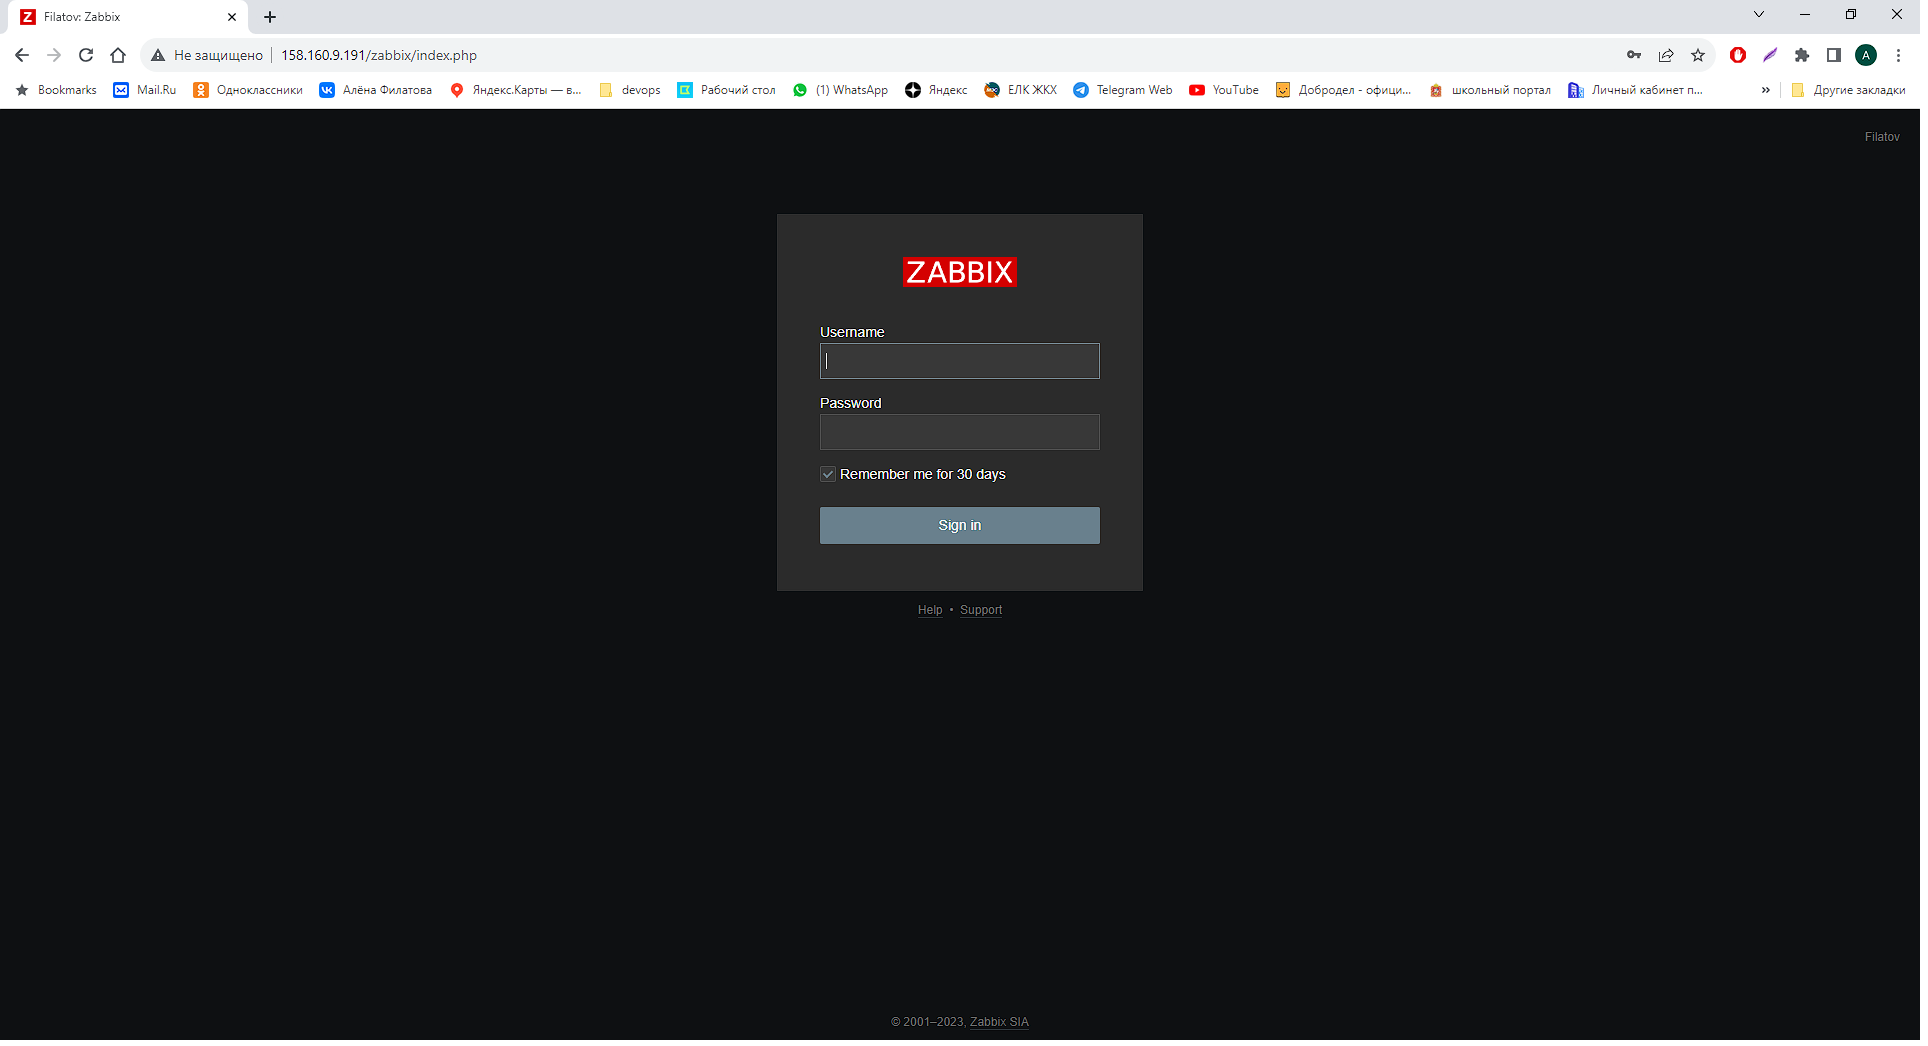 Filatov: Zabbix
Не защищено 158.160.9.191/zabbix/index.php A
Bookmarks Mail.Ru Одноклассники Алёна Филатова Яндекс.Карты — в... devops Рабочий стол (1) WhatsApp Яндекс ЕЛК ЖКХ Telegram Web YouTube Добродел - офици... школьный портал Личный кабинет п... » Другие закладки
Filatov
ZABBIX
Username
Password
Remember me for 30 days
Sign in
Help • Support
© 2001–2023, Zabbix SIA